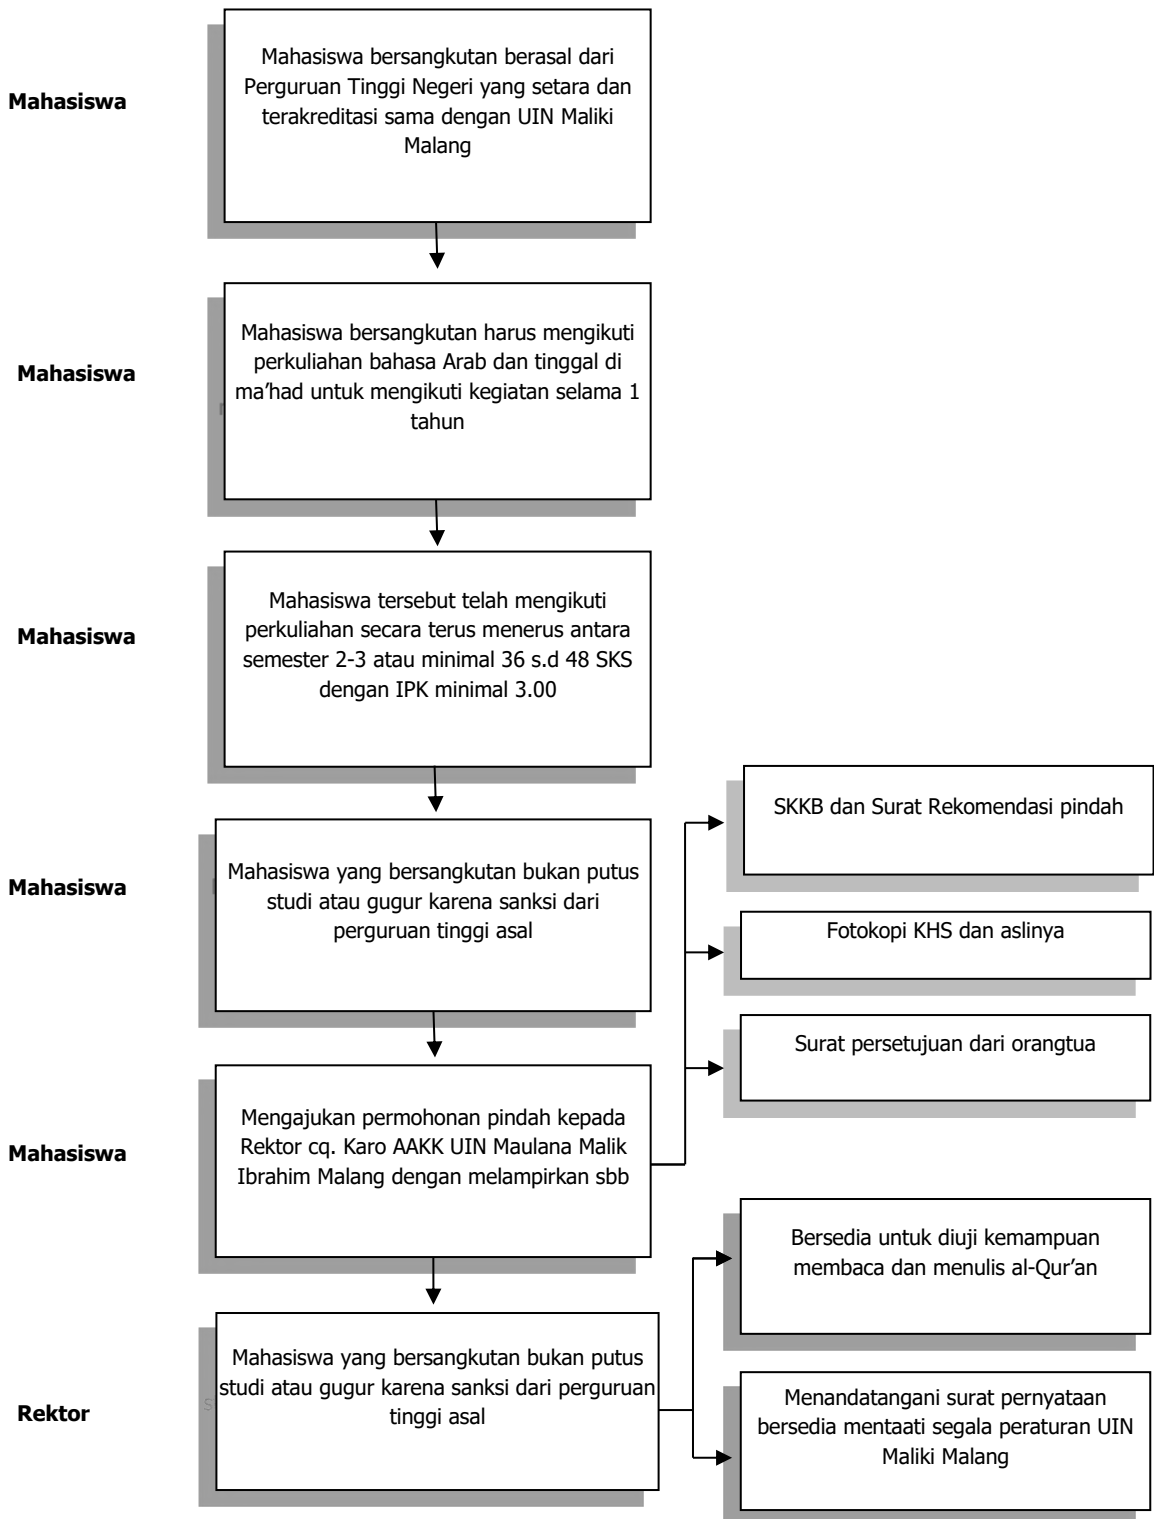 Mahasiswa
Mahasiswa bersangkutan berasal dari
Perguruan Tinggi Negeri yang setara dan
terakreditasi sama dengan UIN Maliki
Malang
Mahasiswa
Mahasiswa bersangkutan harus mengikuti
perkuliahan bahasa Arab dan tinggal di
ma’had untuk mengikuti kegiatan selama 1
tahun
Mahasiswa
Mahasiswa tersebut telah mengikuti
perkuliahan secara terus menerus antara
semester 2-3 atau minimal 36 s.d 48 SKS
dengan IPK minimal 3.00
Mahasiswa
Mahasiswa yang bersangkutan bukan putus
studi atau gugur karena sanksi dari
perguruan tinggi asal
Mahasiswa
Mengajukan permohonan pindah kepada
Rektor cq. Karo AAKK UIN Maulana Malik
Ibrahim Malang dengan melampirkan sbb
SKKB dan Surat Rekomendasi pindah
Fotokopi KHS dan aslinya
Surat persetujuan dari orangtua
Rektor
Mahasiswa yang bersangkutan bukan putus
studi atau gugur karena sanksi dari perguruan
tinggi asal
Bersedia untuk diuji kemampuan
membaca dan menulis al-Qur’an
Menandatangani surat pernyataan
bersedia mentaati segala peraturan UIN
Maliki Malang